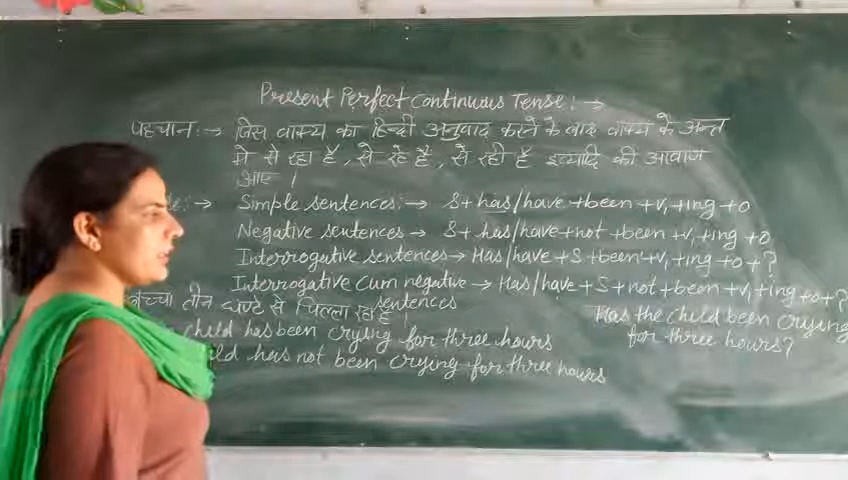 Present Perfect Continuous Tense :→
पहचान :→ जिस वाक्य का हिन्दी अनुवाद करने के बाद वाक्य के अन्त
मे से रहा है, से रहे हैं, से रही है इत्यादि की आवाज
आए ।
:→ Simple sentences :→ S + has/have + been + v₁ + ing + o
Negative sentences → S + has/have + not + been + v₁ + ing + o
Interrogative sentences → Has/have + S + been + v₁ + ing + o + ?
Interrogative Cum negative → Has/have + S + not + been + v₁ + ing + o + ?
sentences
बच्चा तीन घण्टे से चिल्ला रहा है
child has been crying for three hours
has not been crying for three hours
Has the child been crying
for three hours?